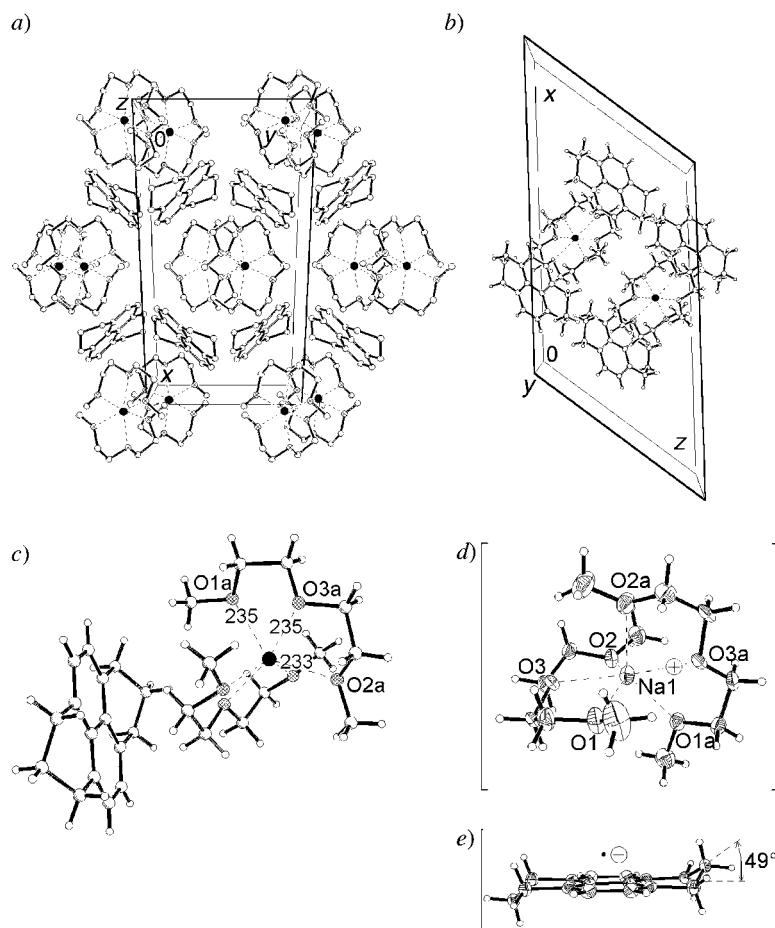 a)
b)
z
0
y
x
x
0
y
z
c)
d)
O1a
O3a
235
235
233
O2a
O2a
O2
O3
O3a
Na1
O1
O1a
e)
49°